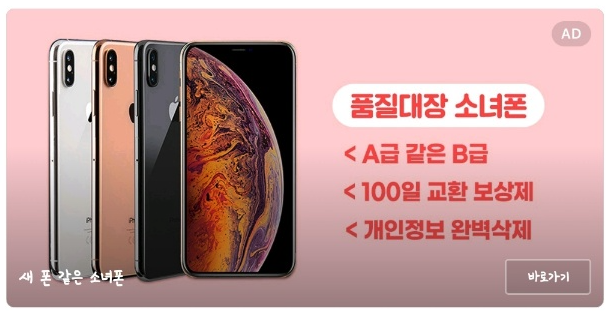 AD
품질대장 소녀폰
< A급 같은 B급
< 100일 교환 보상제
< 개인정보 완벽삭제
새 폰 같은 소녀폰
바로가기